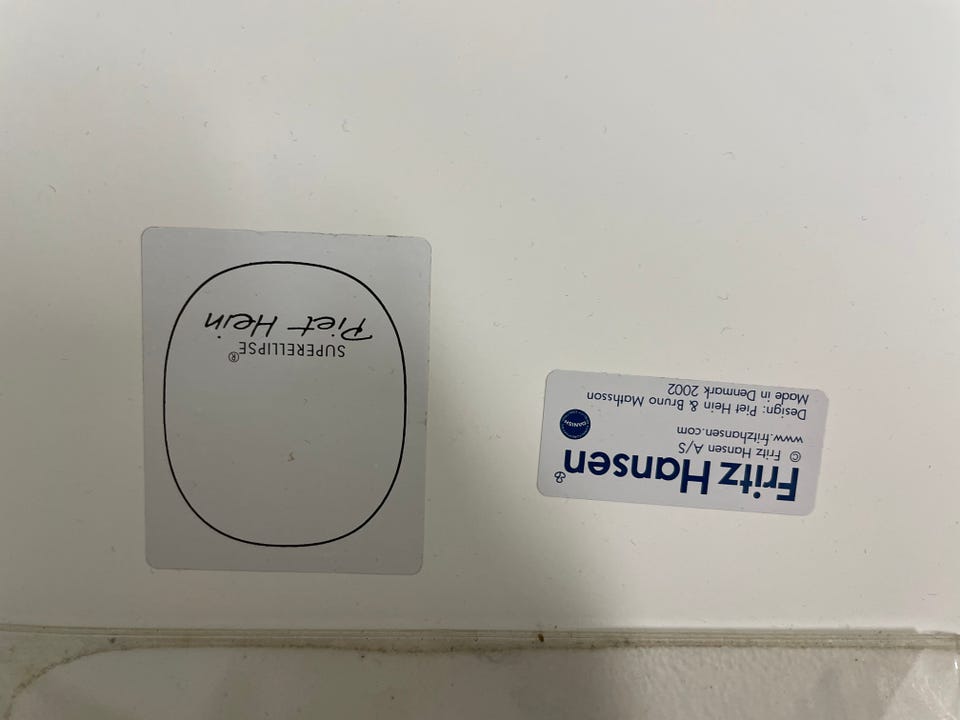 Piet Hein
SUPERELLIPSE®
Fritz Hansen
© Fritz Hansen A/S
www.fritzhansen.com
Design: Piet Hein & Bruno Mathsson
Made in Denmark 2002
DANISH